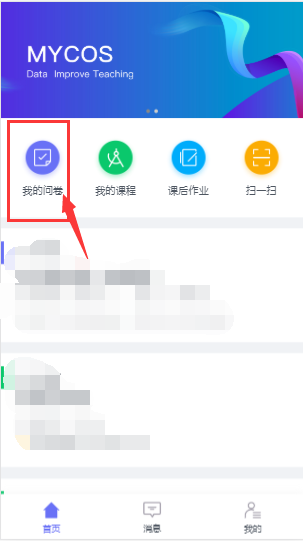 MYCOS
Data Improve Teaching
我的问卷
我的课程
课后作业
扫一扫
首页
消息
我的